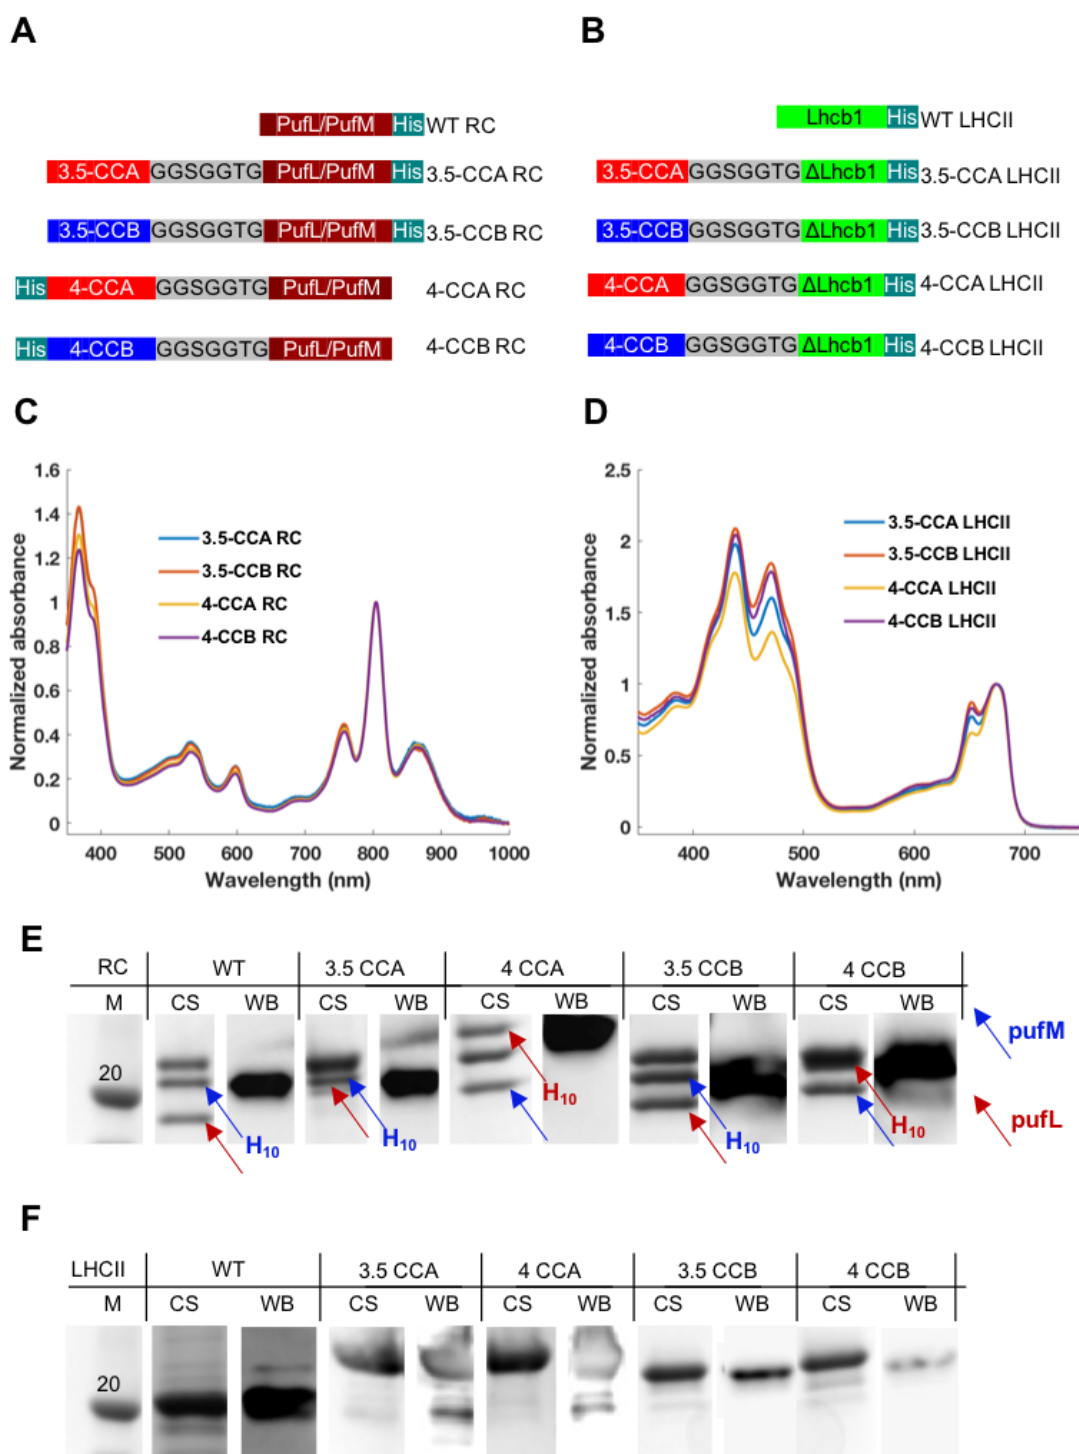 A
B
PufL/PufM His WT RC
3.5-CCA GGSGGTG PufL/PufM His 3.5-CCA RC
3.5-CCB GGSGGTG PufL/PufM His 3.5-CCB RC
His 4-CCA GGSGGTG PufL/PufM 4-CCA RC
His 4-CCB GGSGGTG PufL/PufM 4-CCB RC
Lhcb1 His WT LHCII
3.5-CCA GGSGGTG ΔLhcb1 His 3.5-CCA LHCII
3.5-CCB GGSGGTG ΔLhcb1 His 3.5-CCB LHCII
4-CCA GGSGGTG ΔLhcb1 His 4-CCA LHCII
4-CCB GGSGGTG ΔLhcb1 His 4-CCB LHCII
C
Normalized absorbance
1.6
1.4
1.2
1
0.8
0.6
0.4
0.2
0
3.5-CCA RC
3.5-CCB RC
4-CCA RC
4-CCB RC
400 500 600 700 800 900 1000
Wavelength (nm)
D
Normalized absorbance
2.5
2
1.5
1
0.5
0
3.5-CCA LHCII
3.5-CCB LHCII
4-CCA LHCII
4-CCB LHCII
400 500 600 700
Wavelength (nm)
E
RC WT 3.5 CCA 4 CCA 3.5 CCB 4 CCB
M CS WB CS WB CS WB CS WB CS WB
20
H10 H10 H10 H10 H10
pufM
pufL
F
LHCII WT 3.5 CCA 4 CCA 3.5 CCB 4 CCB
M CS WB CS WB CS WB CS WB CS WB
20